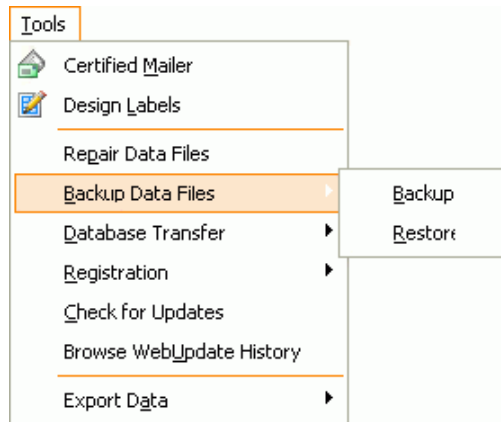 Tools
Certified Mailer
Design Labels
Repair Data Files
Backup Data Files
Backup
Database Transfer
Restore
Registration
Check for Updates
Browse WebUpdate History
Export Data